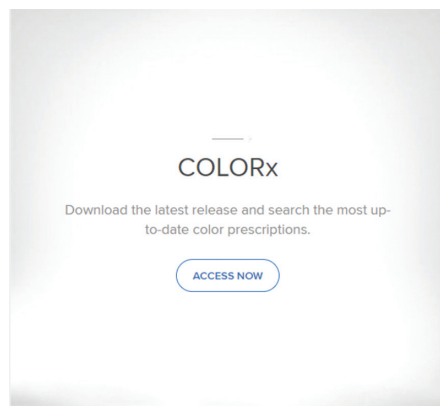 COLORx
Download the latest release and search the most up-
to-date color prescriptions.
ACCESS NOW